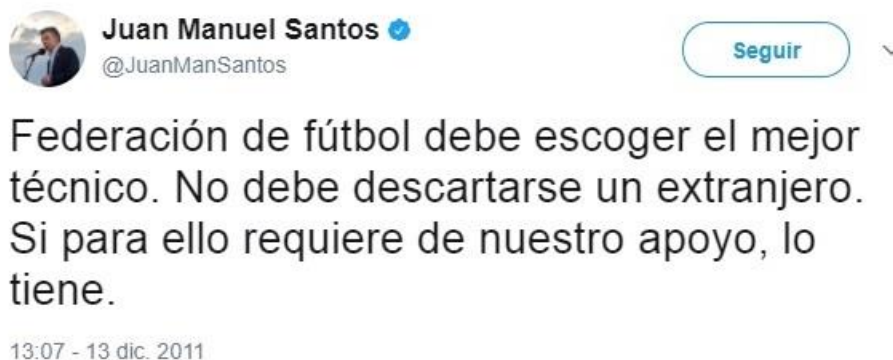 Juan Manuel Santos
@JuanManSantos
Seguir
Federación de fútbol debe escoger el mejor
técnico. No debe descartarse un extranjero.
Si para ello requiere de nuestro apoyo, lo
tiene.
13:07 - 13 dic. 2011